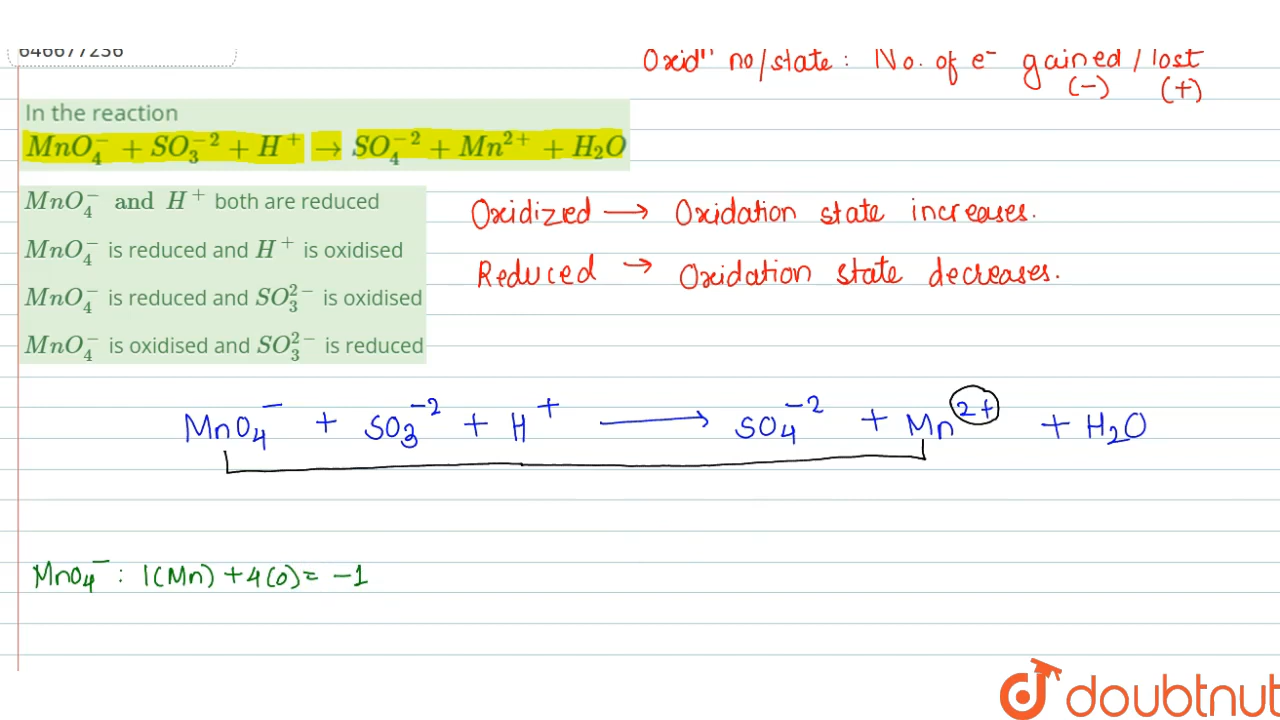 646677236
Oxidⁿ no/state : No. of e⁻ gained / lost
(-) (+)
In the reaction
MnO₄⁻ + SO₃⁻² + H⁺ → SO₄⁻² + Mn²⁺ + H₂O
MnO₄⁻ and H⁺ both are reduced
MnO₄⁻ is reduced and H⁺ is oxidised
MnO₄⁻ is reduced and SO₃²⁻ is oxidised
MnO₄⁻ is oxidised and SO₃²⁻ is reduced
Oxidized → Oxidation state increases.
Reduced → Oxidation state decreases.
MnO₄⁻ + SO₃⁻² + H⁺ → SO₄⁻² + Mn²⁺ + H₂O
MnO₄⁻ : 1(Mn) + 4(O) = -1
doubtnut